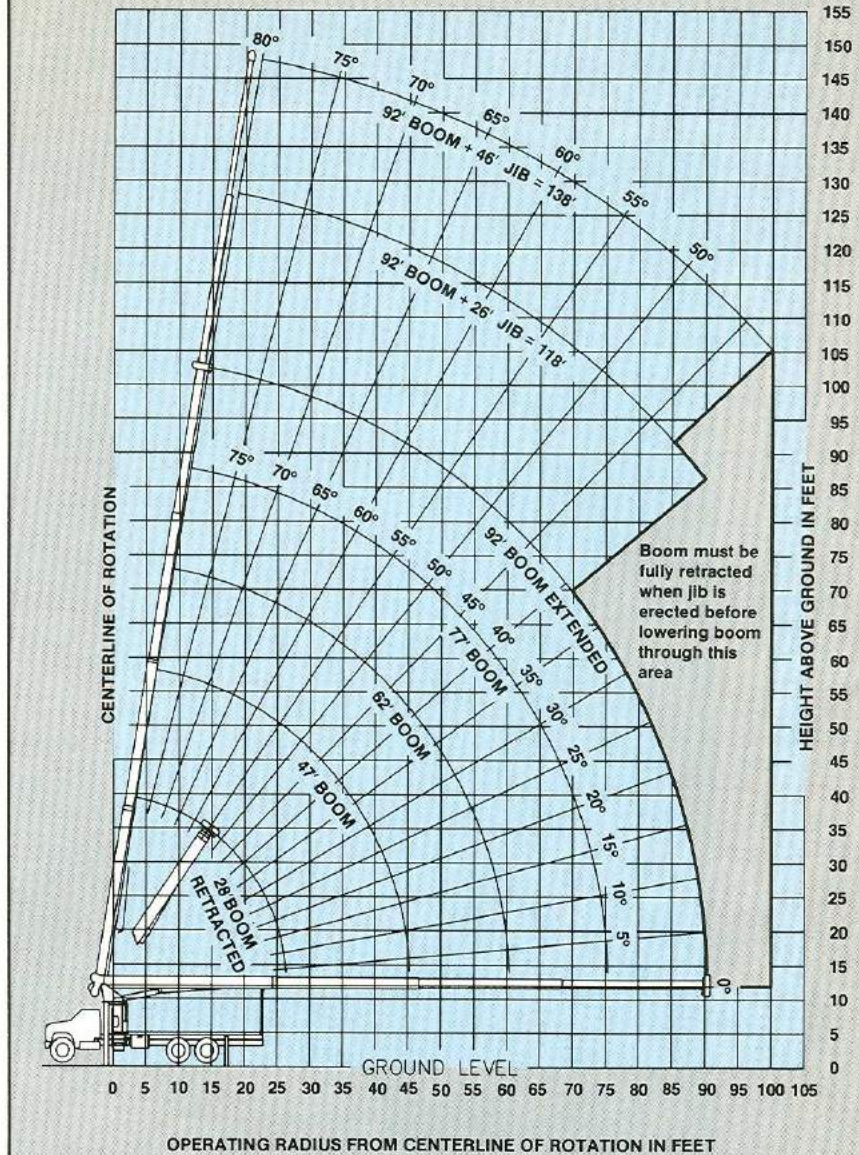 155
150
145
140
135
130
125
120
115
110
105
100
95
90
85
80
75
70
65
60
55
50
45
40
35
30
25
20
15
10
5
0
HEIGHT ABOVE GROUND IN FEET
CENTERLINE OF ROTATION
80°
75°
70°
65°
60°
55°
50°
92' BOOM + 46' JIB = 138'
92' BOOM + 26' JIB = 118'
75°
70°
65°
60°
55°
50°
45°
40°
35°
30°
25°
20°
15°
10°
5°
0°
92' BOOM EXTENDED
77' BOOM
62' BOOM
47' BOOM
28' BOOM
RETRACTED
Boom must be
fully retracted
when jib is
erected before
lowering boom
through this
area
GROUND LEVEL
0 5 10 15 20 25 30 35 40 45 50 55 60 65 70 75 80 85 90 95 100 105
OPERATING RADIUS FROM CENTERLINE OF ROTATION IN FEET